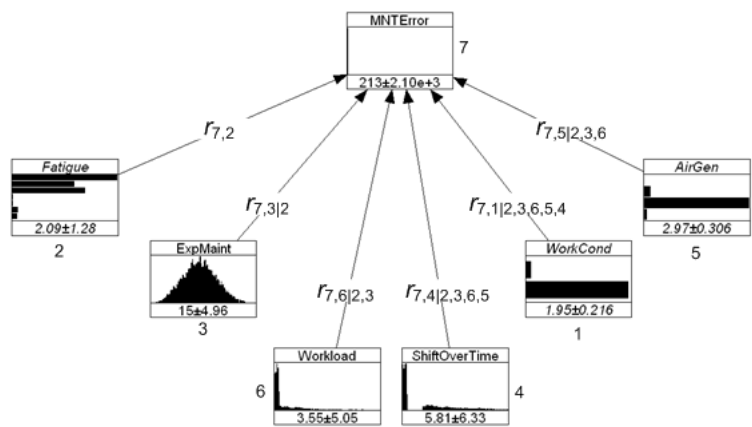 MNTError
7
213±2.10e+3
r7,2
r7,5|2,3,6
Fatigue
2.09±1.28
2
AirGen
2.97±0.306
5
r7,3|2
r7,1|2,3,6,5,4
ExpMaint
15±4.96
3
WorkCond
1.95±0.216
1
r7,6|2,3
r7,4|2,3,6,5
Workload
6
3.55±5.05
ShiftOverTime
4
5.81±6.33